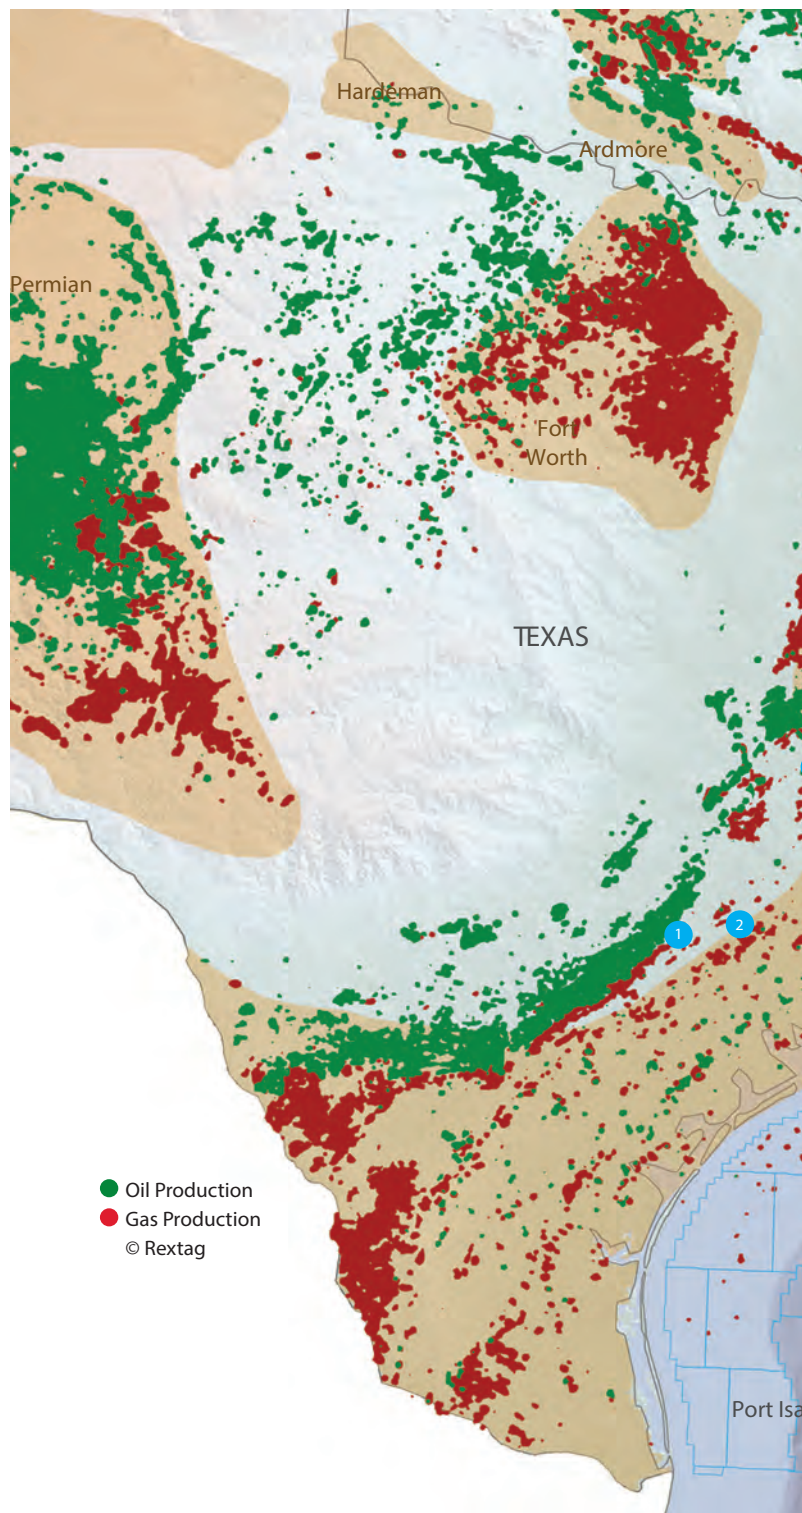 Hardeman
Ardmore
Permian
Fort
Worth
TEXAS
1
2
Oil Production
Gas Production
© Rextag
Port Isa